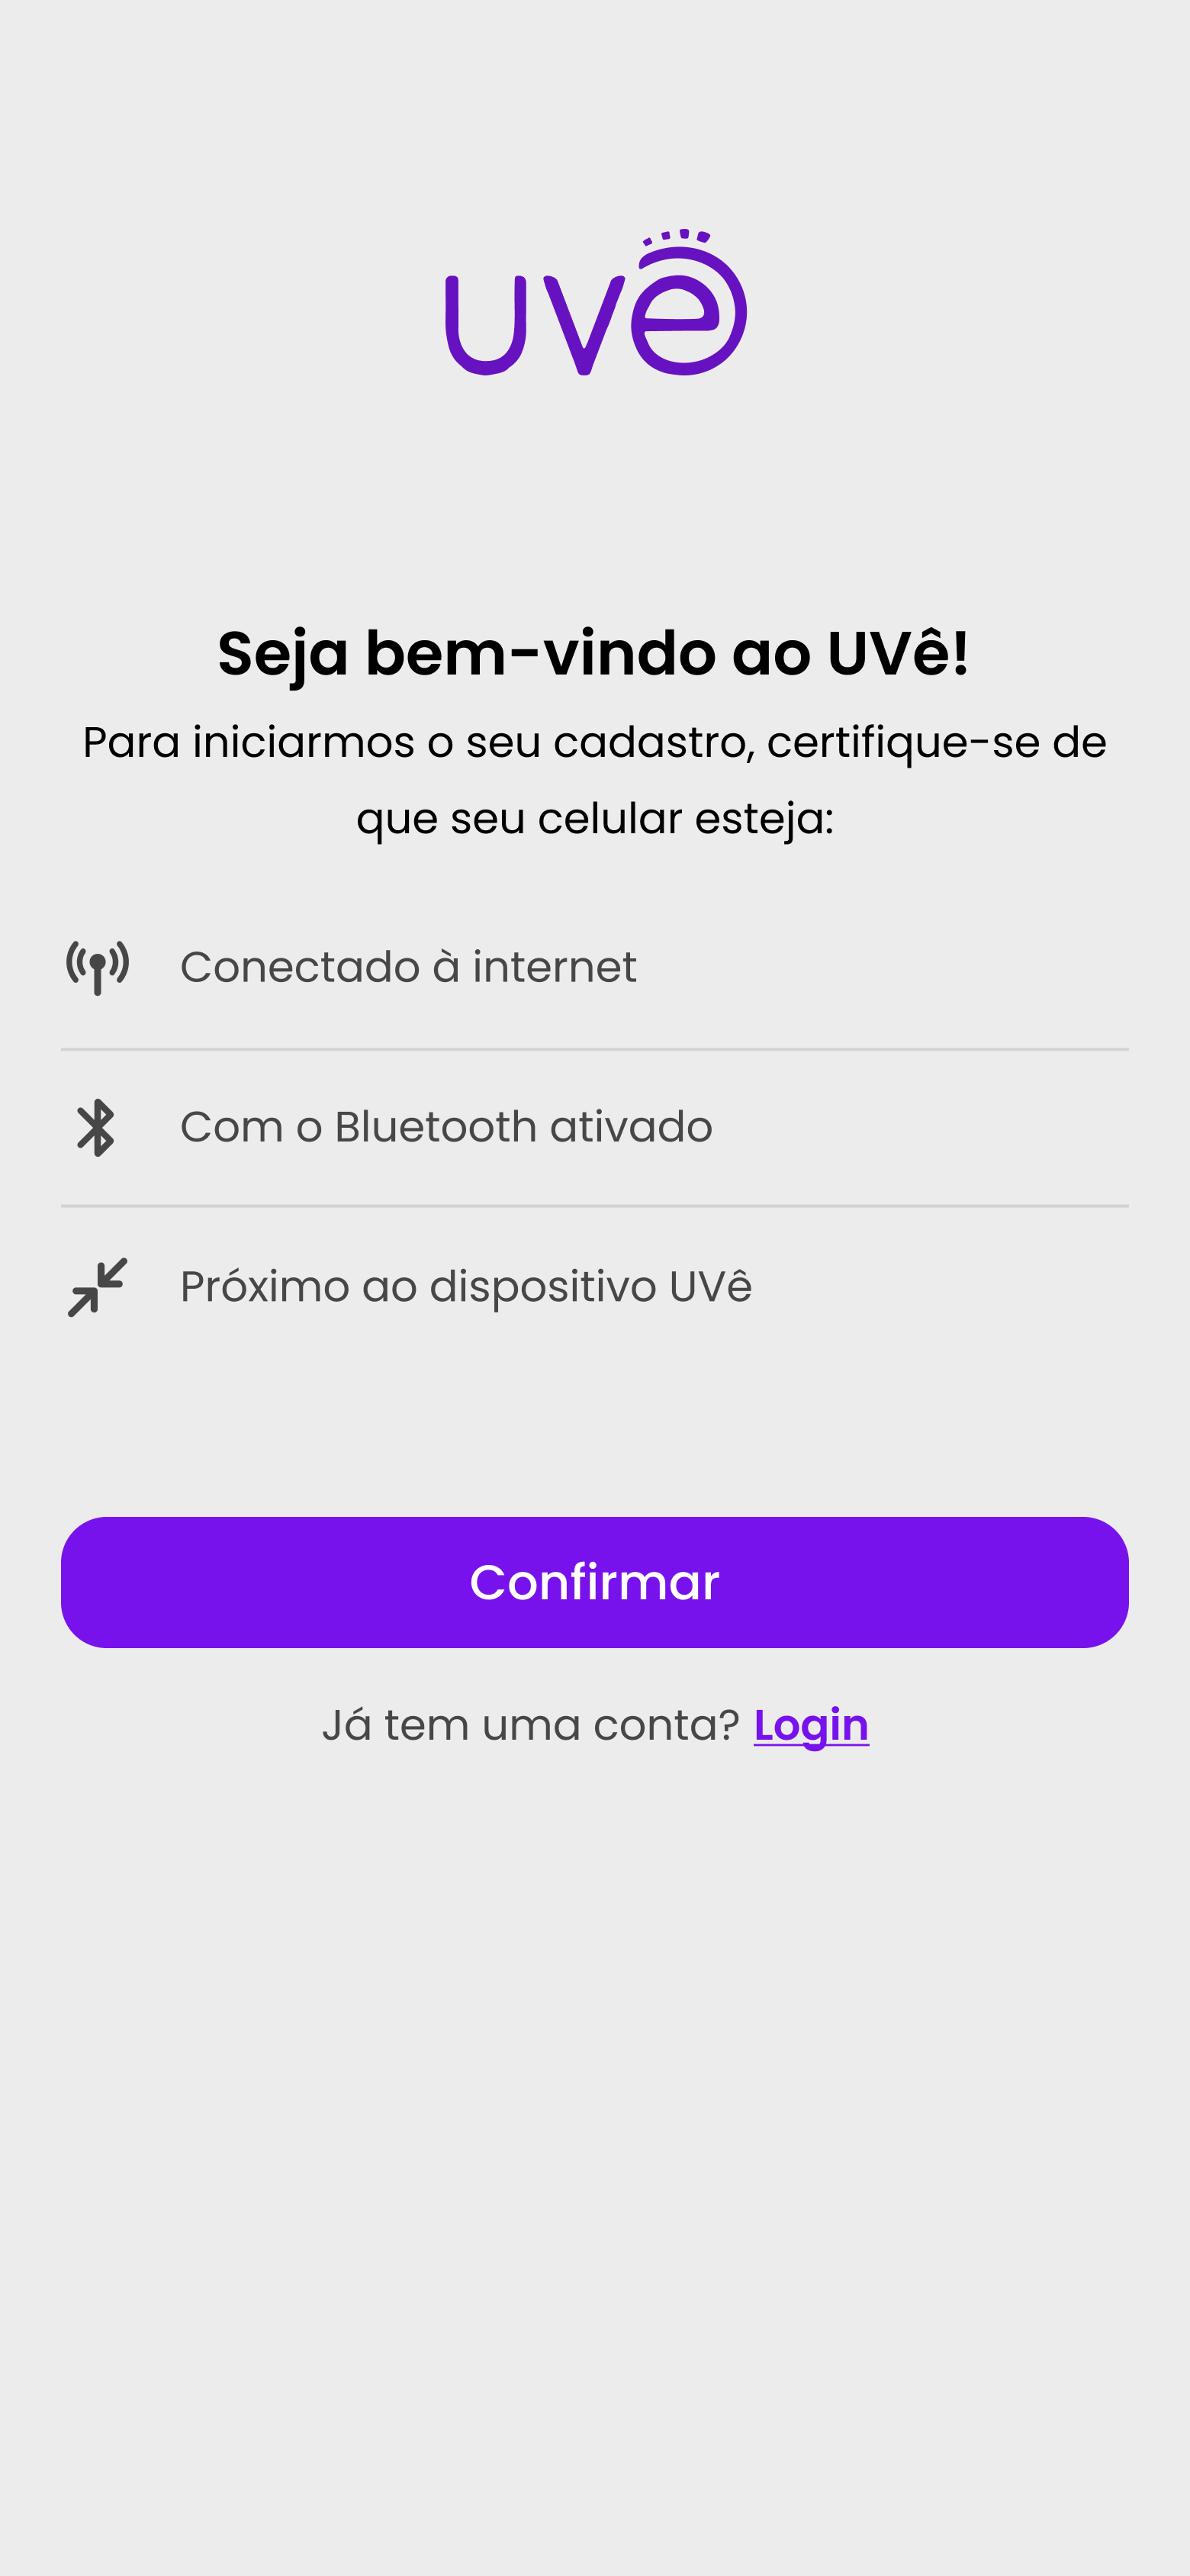 uvê
Seja bem-vindo ao UVê!
Para iniciarmos o seu cadastro, certifique-se de
que seu celular esteja:
Conectado à internet
Com o Bluetooth ativado
Próximo ao dispositivo UVê
Confirmar
Já tem uma conta? Login